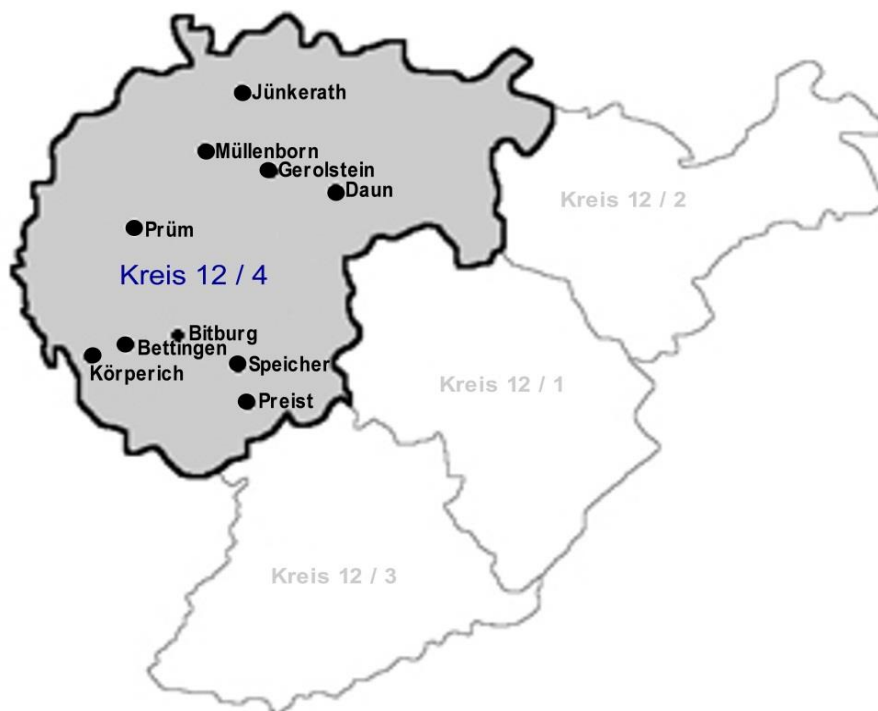 Jünkerath
Müllenborn
Gerolstein
Daun
Kreis 12 / 2
Prüm
Kreis 12 / 4
Bitburg
Bettingen
Speicher
Körperich
Kreis 12 / 1
Preist
Kreis 12 / 3